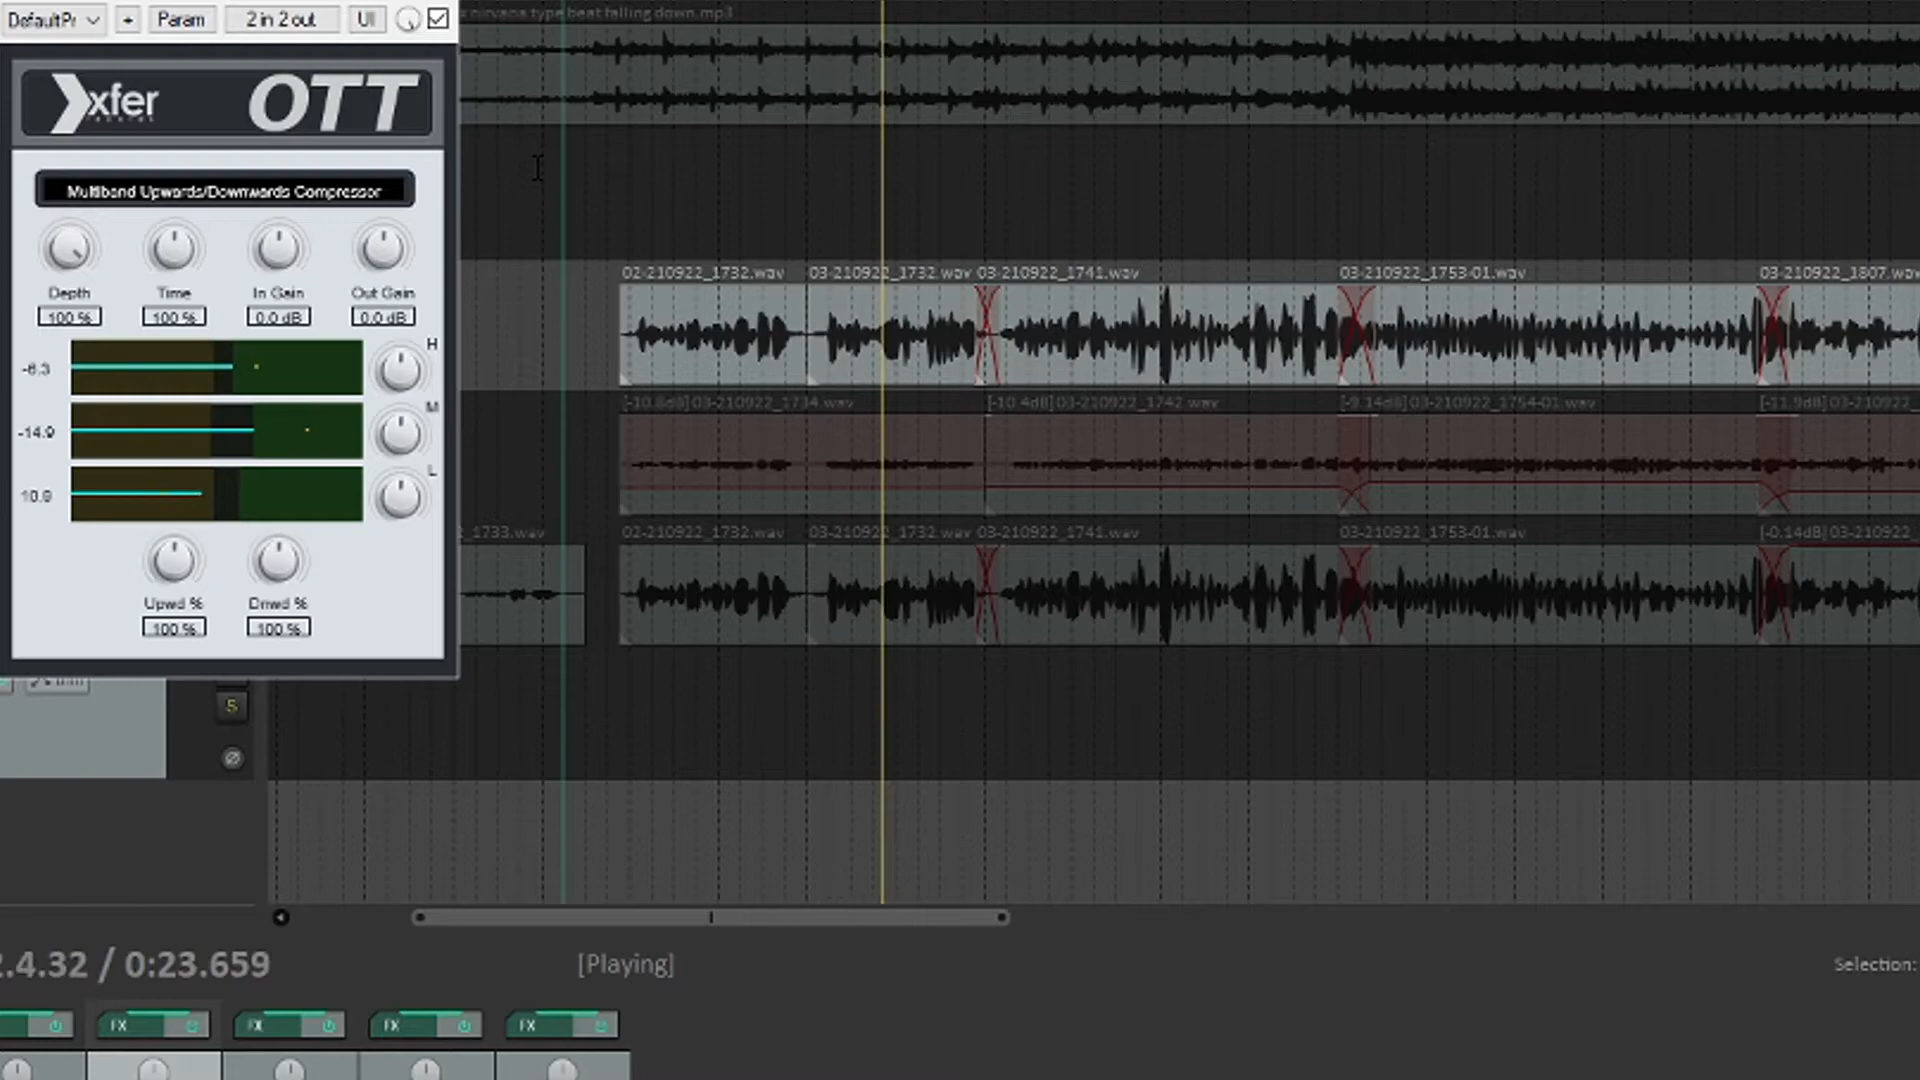 DefaultPr
+
Param
2 in 2 out
UI
nirvana type beat falling down.mp3
xfer
records
OTT
Multiband Upwards/Downwards Compressor
Depth Time In Gain Out Gain
100 % 100 % 0.0 dB 0.0 dB
H
-6.3
M
-14.9
L
10.9
Upwd % Dnwd %
100 % 100 %
02-210922_1732.wav 03-210922_1732.wav 03-210922_1741.wav 03-210922_1753-01.wav 03-210922_1807.wav
[-10.8dB] 03-210922_1734.wav [-10.4dB] 03-210922_1742.wav [-9.14dB] 03-210922_1754-01.wav [-11.9dB] 03-210922_
_1733.wav 02-210922_1732.wav 03-210922_1732.wav 03-210922_1741.wav 03-210922_1753-01.wav [-0.14dB] 03-210922_
S
2.4.32 / 0:23.659 [Playing] Selection:
FX FX FX FX